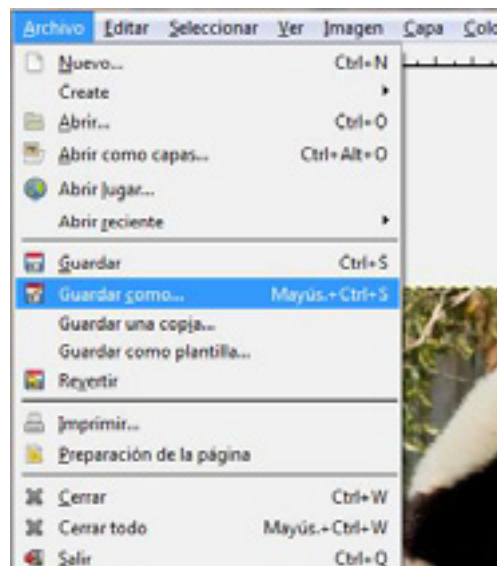 Archivo Editar Seleccionar Ver Imagen Capa Colo
Nuevo... Ctrl+N
Create
Abrir... Ctrl+O
Abrir como capas... Ctrl+Alt+O
Abrir lugar...
Abrir reciente
Guardar Ctrl+S
Guardar como... Mayús.+Ctrl+S
Guardar una copia...
Guardar como plantilla...
Revertir
Imprimir...
Preparación de la página
Cerrar Ctrl+W
Cerrar todo Mayús.+Ctrl+W
Salir Ctrl+Q